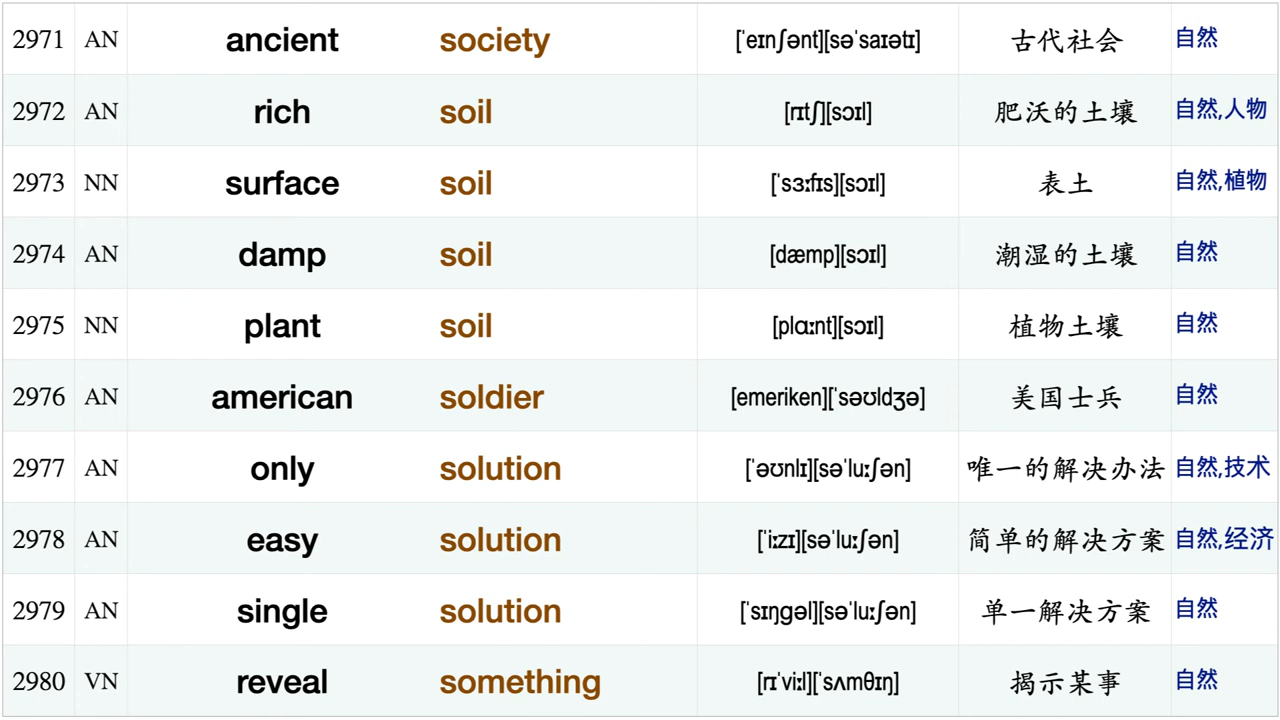 2971 AN ancient society [ˈeɪnʃənt][səˈsaɪətɪ] 古代社会 自然
2972 AN rich soil [rɪtʃ][sɔɪl] 肥沃的土壤 自然,人物
2973 NN surface soil [ˈsɜːfɪs][sɔɪl] 表土 自然,植物
2974 AN damp soil [dæmp][sɔɪl] 潮湿的土壤 自然
2975 NN plant soil [plɑːnt][sɔɪl] 植物土壤 自然
2976 AN american soldier [emeriken][ˈsəʊldʒə] 美国士兵 自然
2977 AN only solution [ˈəʊnlɪ][səˈluːʃən] 唯一的解决办法 自然,技术
2978 AN easy solution [ˈiːzɪ][səˈluːʃən] 简单的解决方案 自然,经济
2979 AN single solution [ˈsɪŋgəl][səˈluːʃən] 单一解决方案 自然
2980 VN reveal something [rɪˈviːl][ˈsʌmθɪŋ] 揭示某事 自然